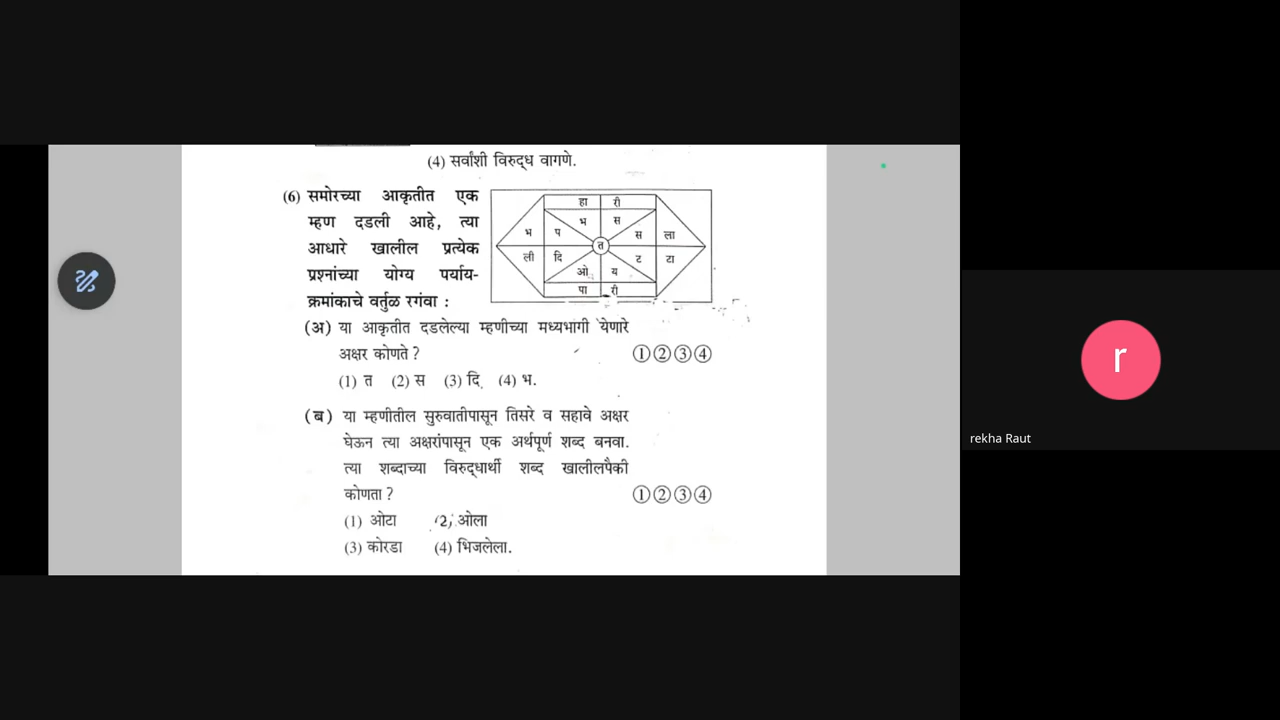 (4) सर्वांशी विरुद्ध वागणे.
(6) समोरच्या आकृतीत एक
म्हण दडली आहे, त्या
आधारे खालील प्रत्येक
प्रश्नांच्या योग्य पर्याय-
क्रमांकाचे वर्तुळ रगंवा :
हा री
भ स
भ प स ला
त
ली दि ट टा
ओ य
पा री
(अ) या आकृतीत दडलेल्या म्हणीच्या मध्यभागी येणारे
अक्षर कोणते ? ①②③④
(1) त (2) स (3) दि (4) भ.
(ब) या म्हणीतील सुरुवातीपासून तिसरे व सहावे अक्षर
घेऊन त्या अक्षरांपासून एक अर्थपूर्ण शब्द बनवा.
त्या शब्दाच्या विरुद्धार्थी शब्द खालीलपैकी
कोणता ? ①②③④
(1) ओटा (2) ओला
(3) कोरडा (4) भिजलेला.
r
rekha Raut